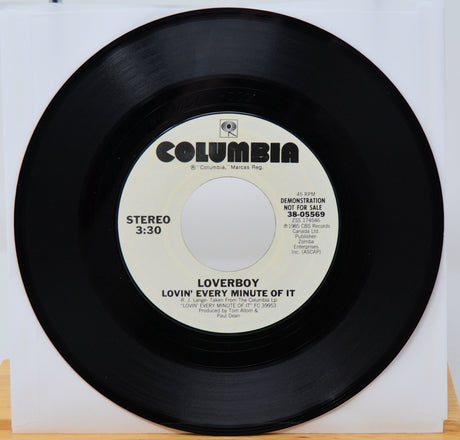 COLUMBIA
® "Columbia," Marcas Reg.
STEREO
3:30
45 RPM
DEMONSTRATION
NOT FOR SALE
38-05569
ZSS 174546
℗ 1985 CBS Records
Canada Ltd.
Publisher:
Zomba
Enterprises
Inc. (ASCAP)
LOVERBOY
LOVIN' EVERY MINUTE OF IT
R. J. Lange- Taken From The Columbia Lp
"LOVIN' EVERY MINUTE OF IT" FC 39953
Produced by Tom Allom &
Paul Dean